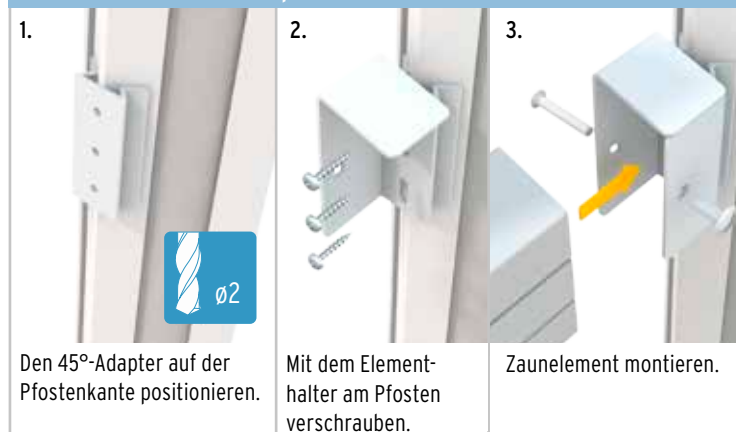 1.
2.
3.
ø2
Den 45°-Adapter auf der
Pfostenkante positionieren.
Mit dem Element-
halter am Pfosten
verschrauben.
Zaunelement montieren.